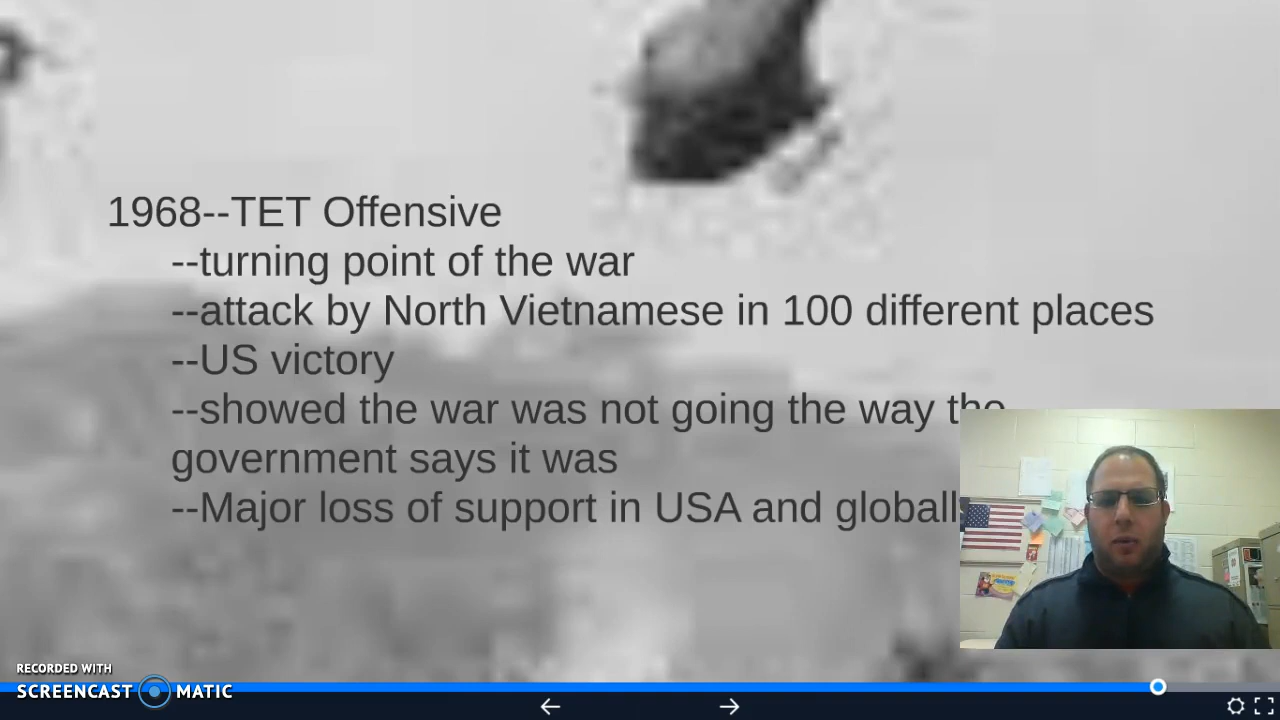 1968--TET Offensive
--turning point of the war
--attack by North Vietnamese in 100 different places
--US victory
--showed the war was not going the way the
government says it was
--Major loss of support in USA and globall
RECORDED WITH
SCREENCAST MATIC